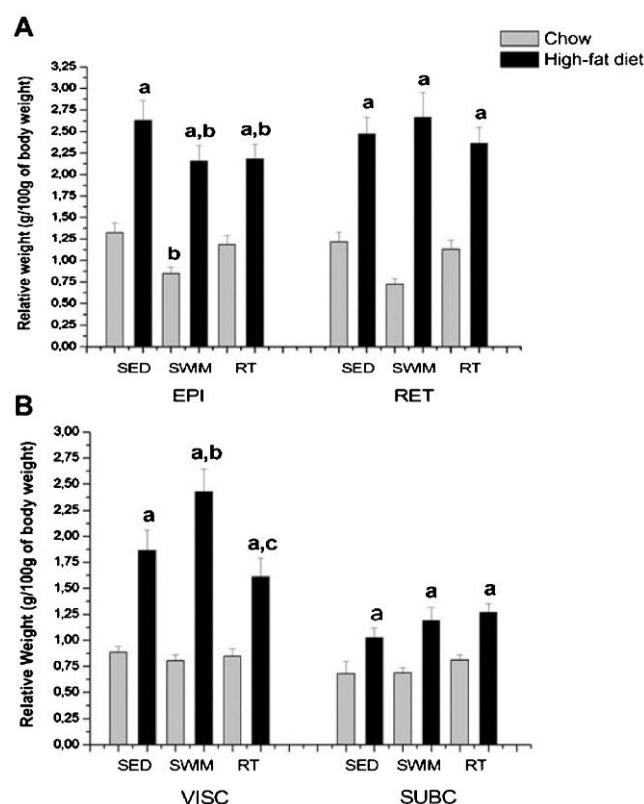 A
Chow
High-fat diet
Relative weight (g/100g of body weight)
3,25
3,00
2,75
2,50
2,25
2,00
1,75
1,50
1,25
1,00
0,75
0,50
0,25
0,00
a
a,b
a,b
b
a
a
a
SED SWIM RT SED SWIM RT
EPI RET
B
Relative Weight (g/100g of body weight)
3,00
2,75
2,50
2,25
2,00
1,75
1,50
1,25
1,00
0,75
0,50
0,25
0,00
a
a,b
a,c
a
a
a
SED SWIM RT SED SWIM RT
VISC SUBC